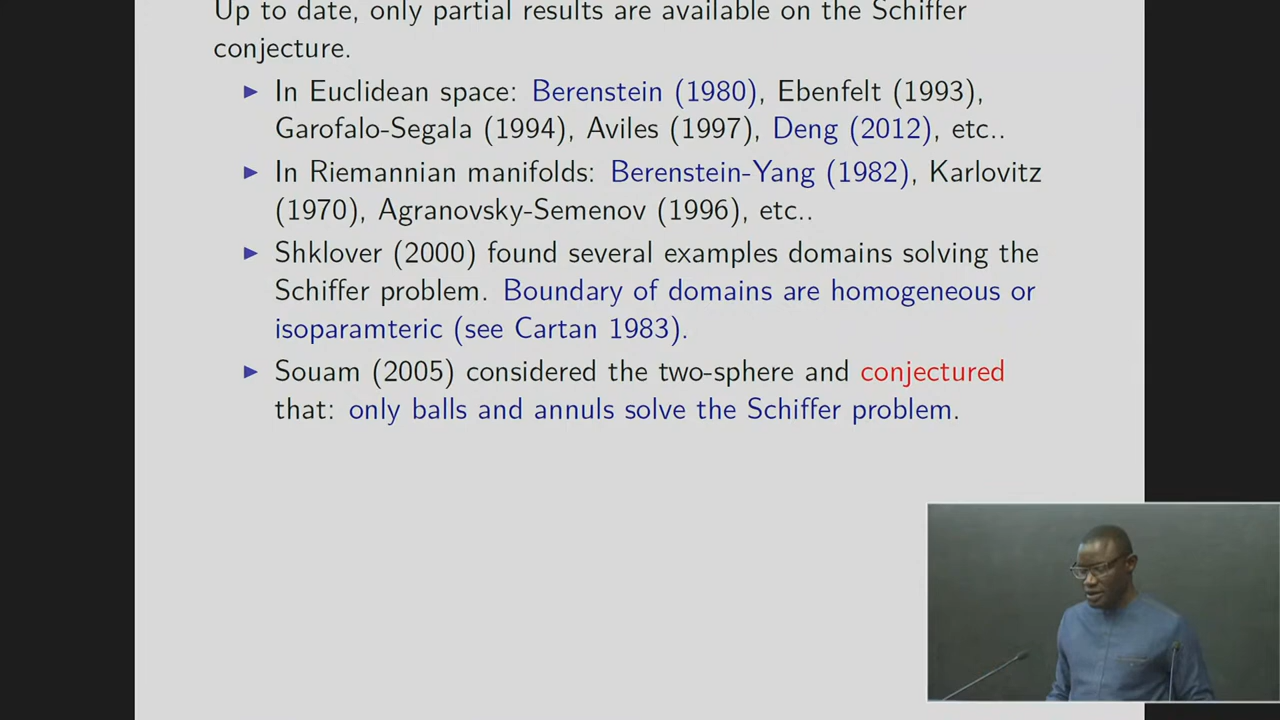 Up to date, only partial results are available on the Schiffer
conjecture.
▶ In Euclidean space: Berenstein (1980), Ebenfelt (1993),
Garofalo-Segala (1994), Aviles (1997), Deng (2012), etc..
▶ In Riemannian manifolds: Berenstein-Yang (1982), Karlovitz
(1970), Agranovsky-Semenov (1996), etc..
▶ Shklover (2000) found several examples domains solving the
Schiffer problem. Boundary of domains are homogeneous or
isoparamteric (see Cartan 1983).
▶ Souam (2005) considered the two-sphere and conjectured
that: only balls and annuls solve the Schiffer problem.